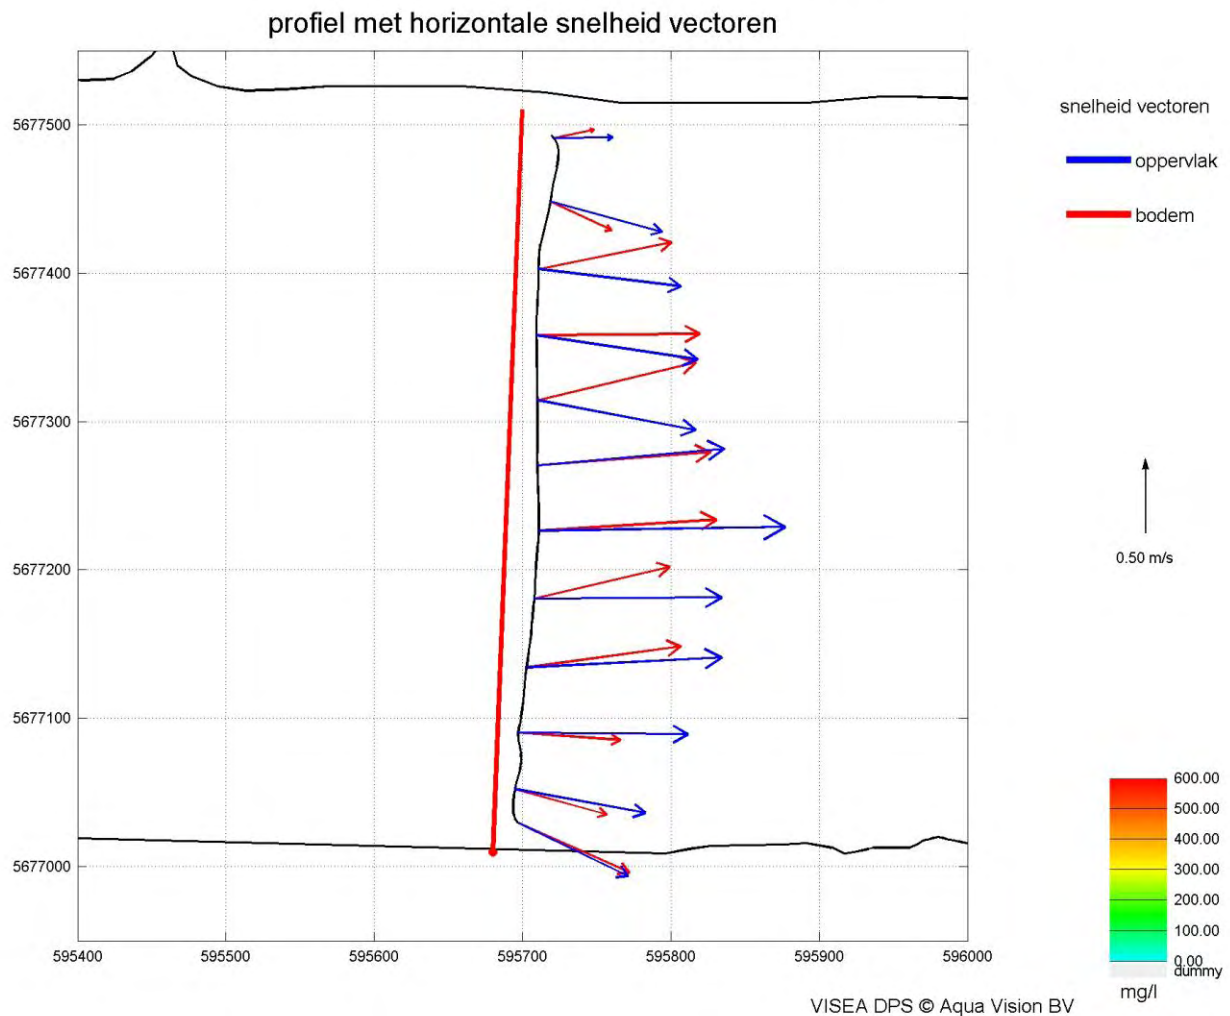 profiel met horizontale snelheid vectoren
snelheid vectoren
oppervlak
bodem
5677500
5677400
5677300
5677200
5677100
5677000
595400
595500
595600
595700
595800
595900
596000
0.50 m/s
600.00
500.00
400.00
300.00
200.00
100.00
0.00
dummy
mg/l
VISEA DPS © Aqua Vision BV